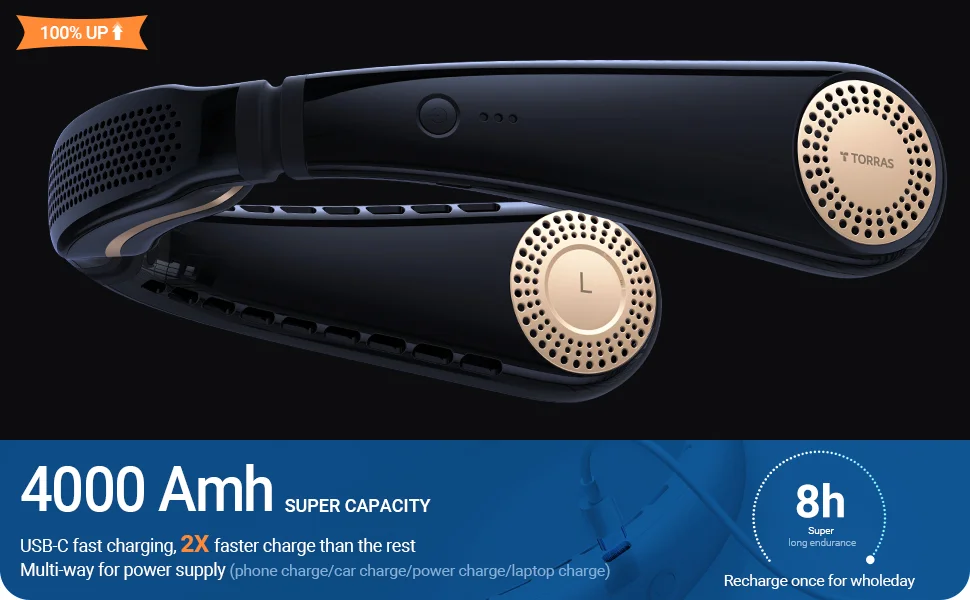 100% UP
TORRAS
L
4000 Amh SUPER CAPACITY
USB-C fast charging, 2X faster charge than the rest
Multi-way for power supply (phone charge/car charge/power charge/laptop charge)
8h
Super
long endurance
Recharge once for wholeday